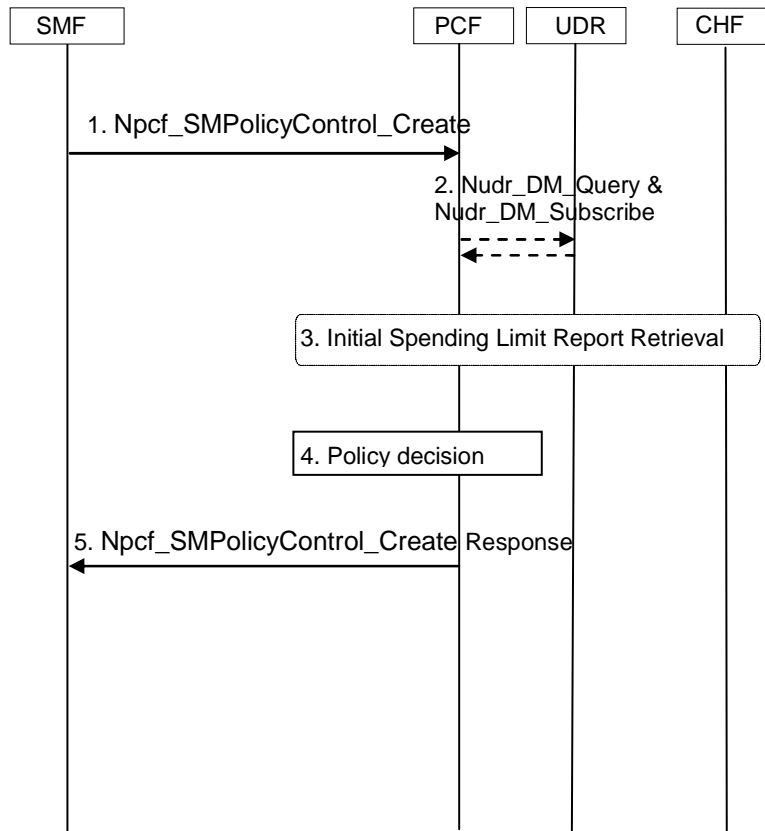 SMF
PCF
UDR
CHF
1. Npcf_SMPolicyControl_Create
2. Nudr_DM_Query &
Nudr_DM_Subscribe
3. Initial Spending Limit Report Retrieval
4. Policy decision
5. Npcf_SMPolicyControl_Create Response